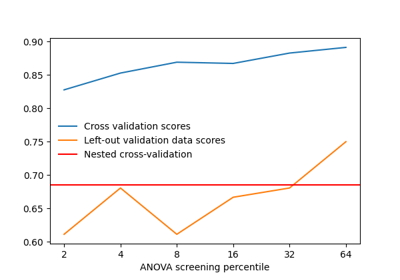 0.90
0.85
0.80
0.75
0.70
0.65
0.60
Cross validation scores
Left-out validation data scores
Nested cross-validation
2 4 8 16 32 64
ANOVA screening percentile